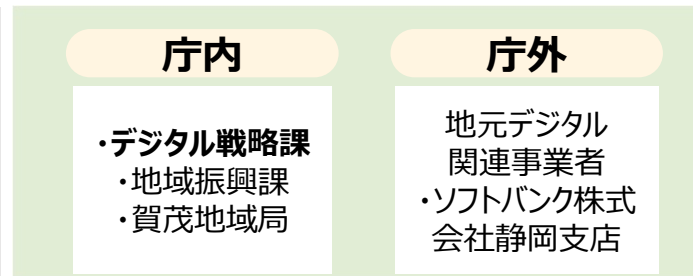 庁内
・デジタル戦略課
・地域振興課
・賀茂地域局
庁外
地元デジタル
関連事業者
・ソフトバンク株式
会社静岡支店